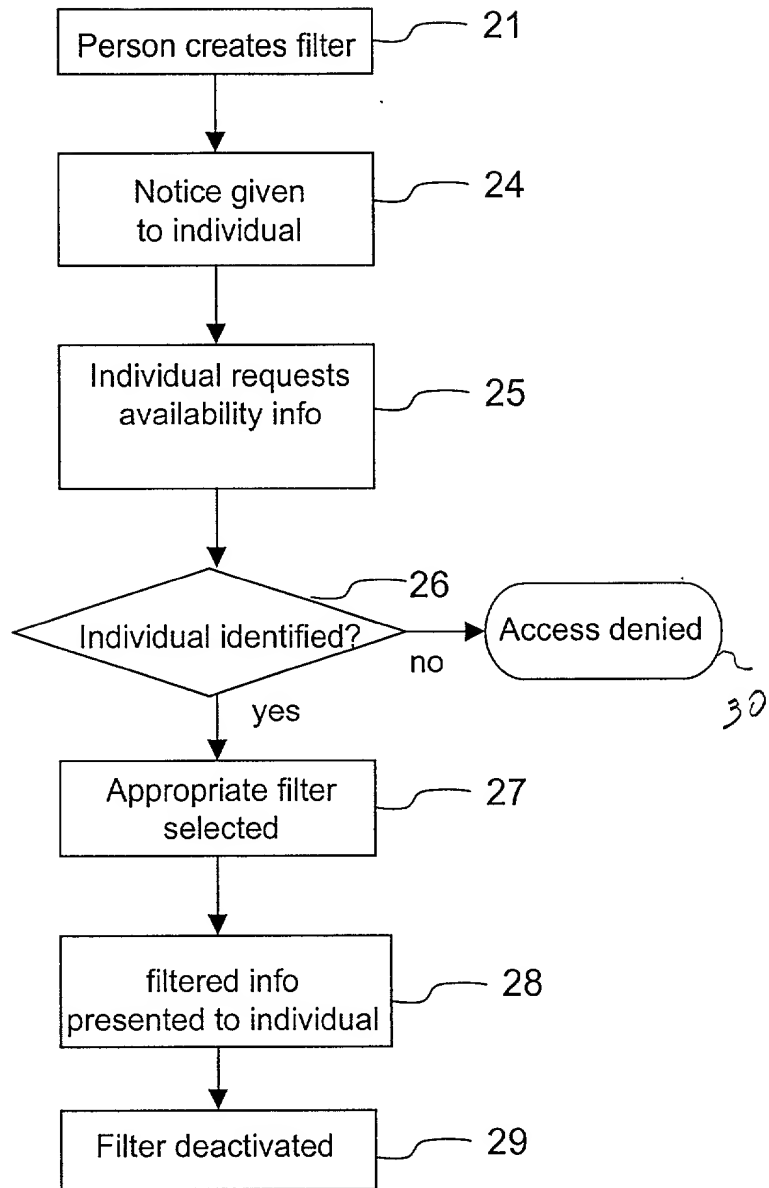 Person creates filter
21
Notice given
to individual
24
Individual requests
availability info
25
26
Individual identified?
no
Access denied
30
yes
Appropriate filter
selected
27
filtered info
presented to individual
28
Filter deactivated
29